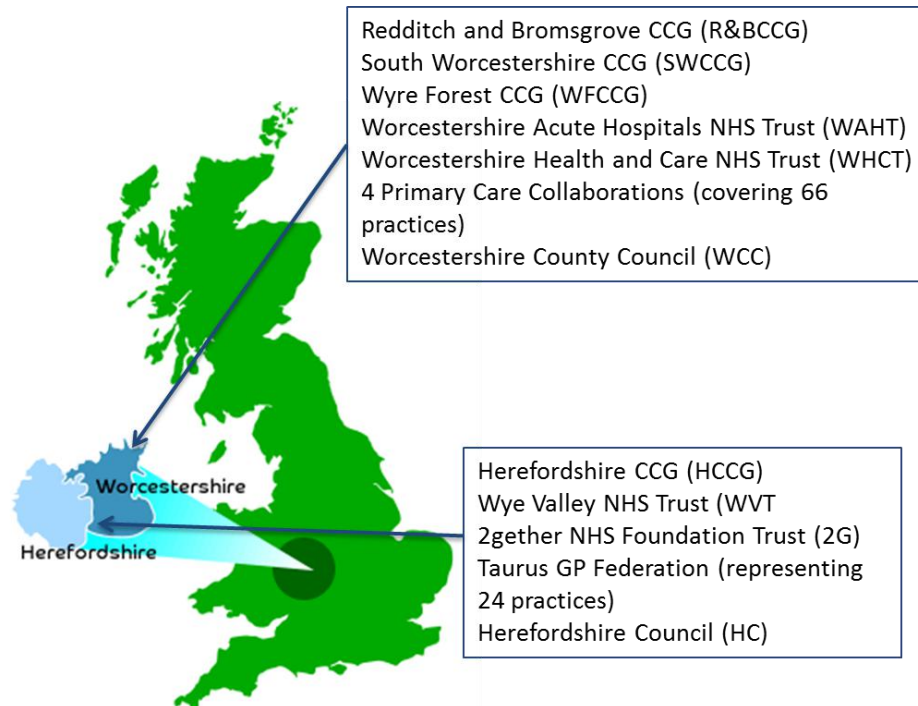 Redditch and Bromsgrove CCG (R&BCCG)
South Worcestershire CCG (SWCCG)
Wyre Forest CCG (WFCCG)
Worcestershire Acute Hospitals NHS Trust (WAHT)
Worcestershire Health and Care NHS Trust (WHCT)
4 Primary Care Collaborations (covering 66
practices)
Worcestershire County Council (WCC)
Worcestershire
Herefordshire
Herefordshire CCG (HCCG)
Wye Valley NHS Trust (WVT
2gether NHS Foundation Trust (2G)
Taurus GP Federation (representing
24 practices)
Herefordshire Council (HC)